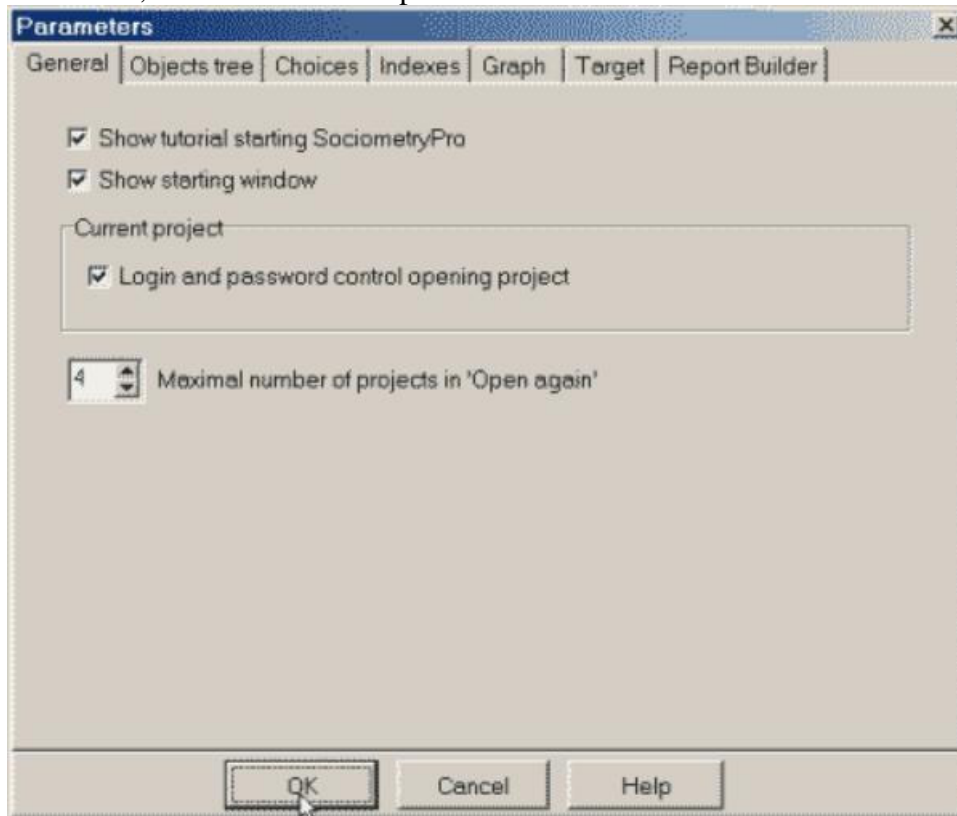 Parameters
General Objects tree Choices Indexes Graph Target Report Builder
Show tutorial starting SociometryPro
Show starting window
Current project
Login and password control opening project
4 Maximal number of projects in 'Open again'
OK Cancel Help